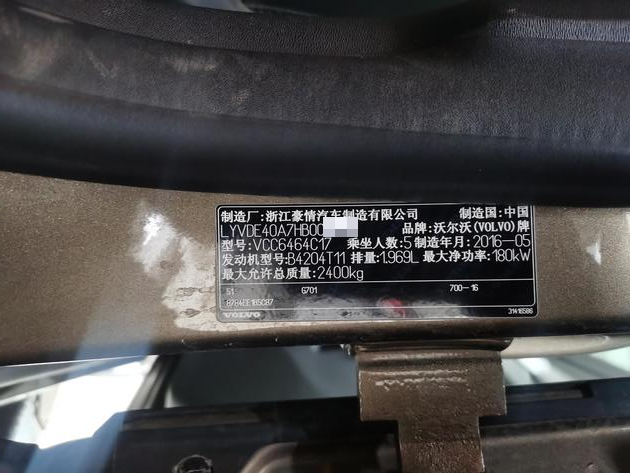 制造厂:浙江豪情汽车制造有限公司 制造国:中国
LYVDE40A7HB00 品牌:沃尔沃(VOLVO)牌
型号:VCC6464C17 乘坐人数:5 制造年月:2016-05
发动机型号:B4204T11 排量:1.969L 最大净功率:180kW
最大允许总质量:2400kg
51 G701 700-16
VOLVO 31416586